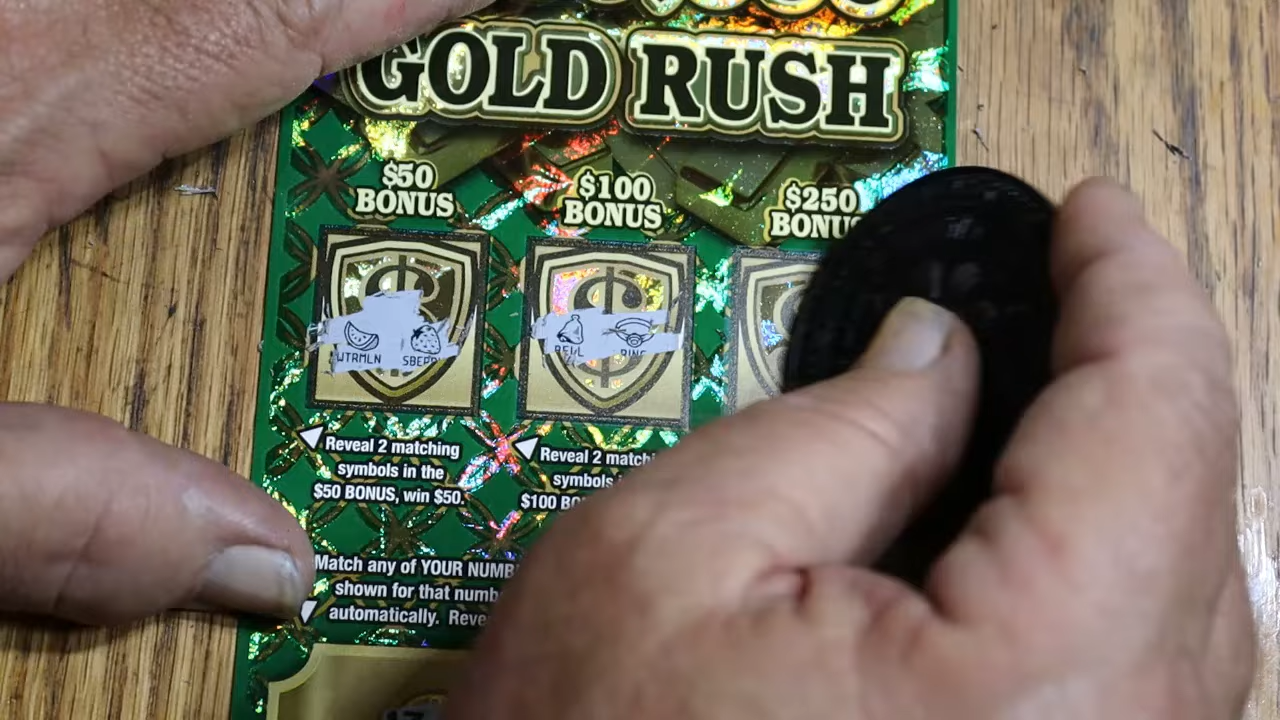 GOLD RUSH
$50
BONUS
$100
BONUS
$250
BONUS
WTRMLN
Reveal 2 matching
symbols in the
$50 BONUS, win $50.
Reveal 2
symbols
$100
Match any of YOUR
shown for that
automatically.